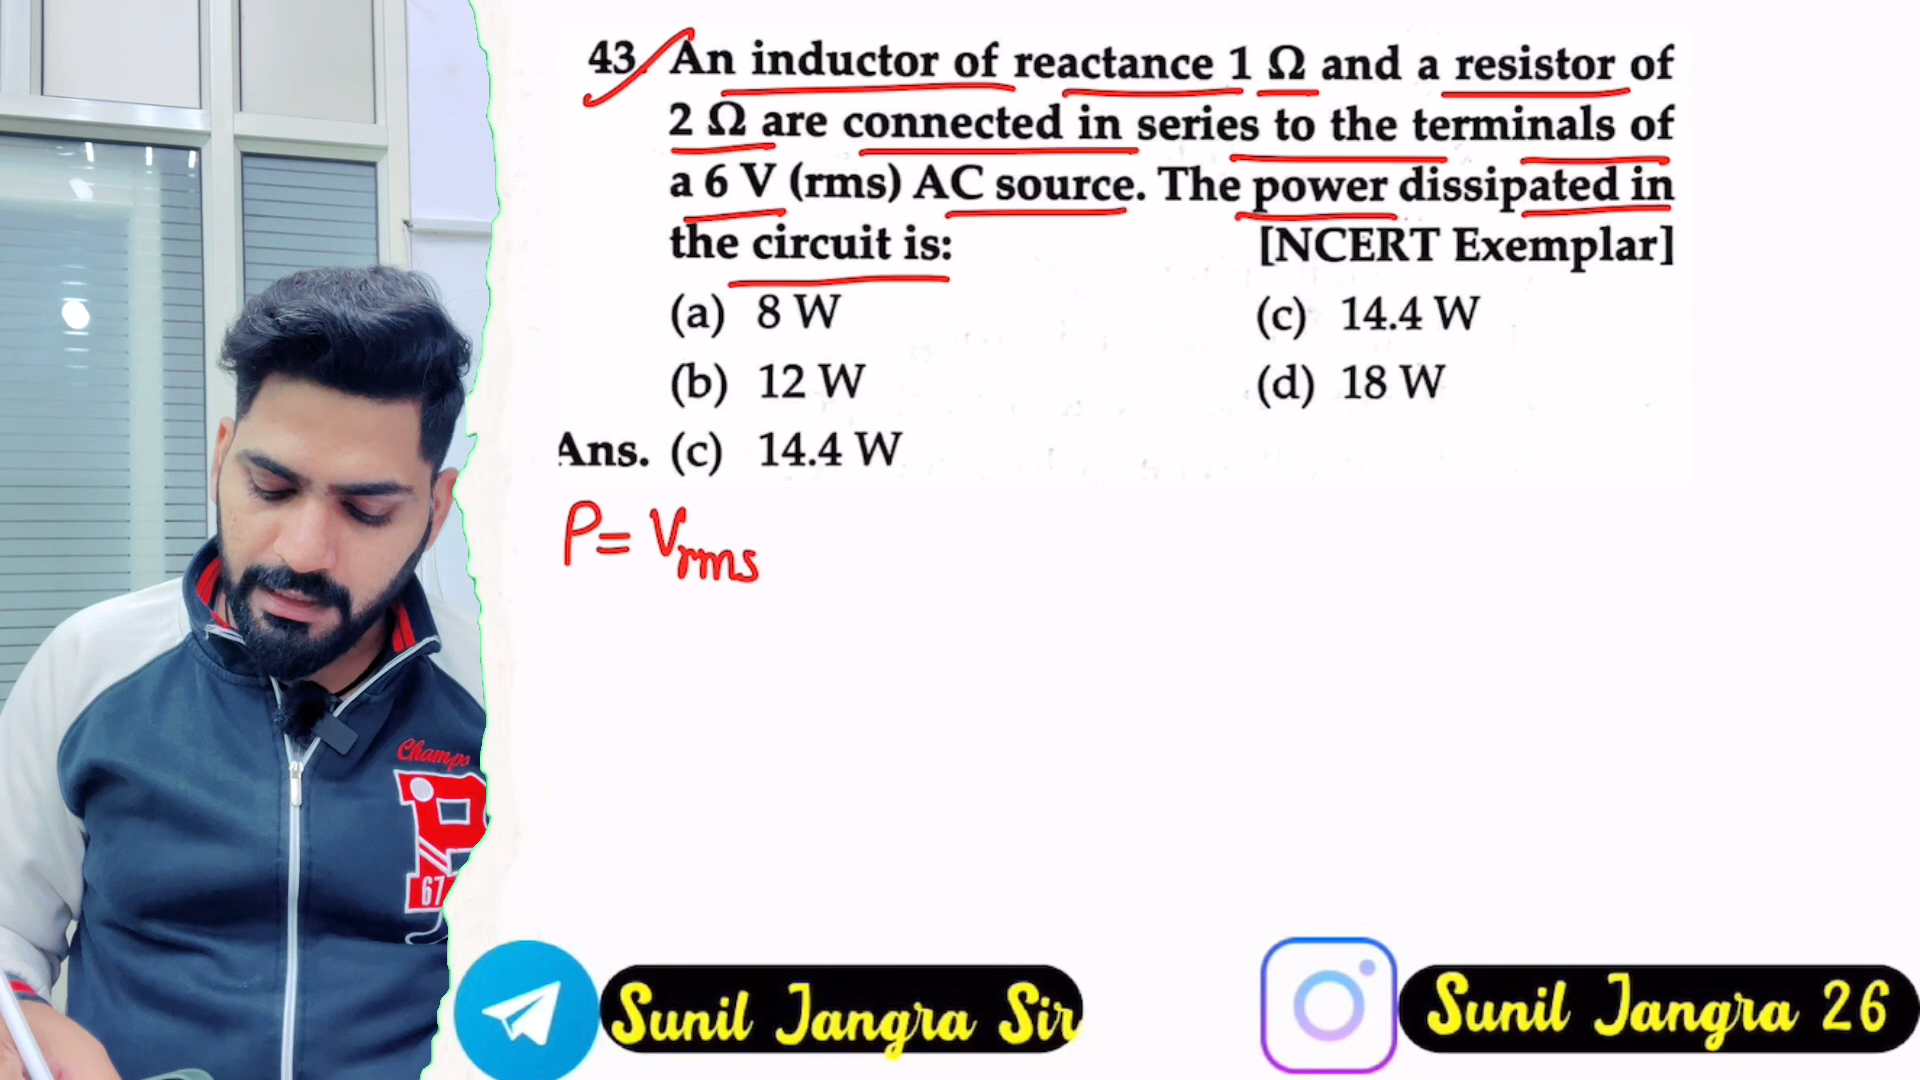 43. An inductor of reactance 1 Ω and a resistor of
2 Ω are connected in series to the terminals of
a 6 V (rms) AC source. The power dissipated in
the circuit is: [NCERT Exemplar]
(a) 8 W (c) 14.4 W
(b) 12 W (d) 18 W
Ans. (c) 14.4 W
P = Vrms
Champs
67
Sunil Jangra Sir
Sunil Jangra 26